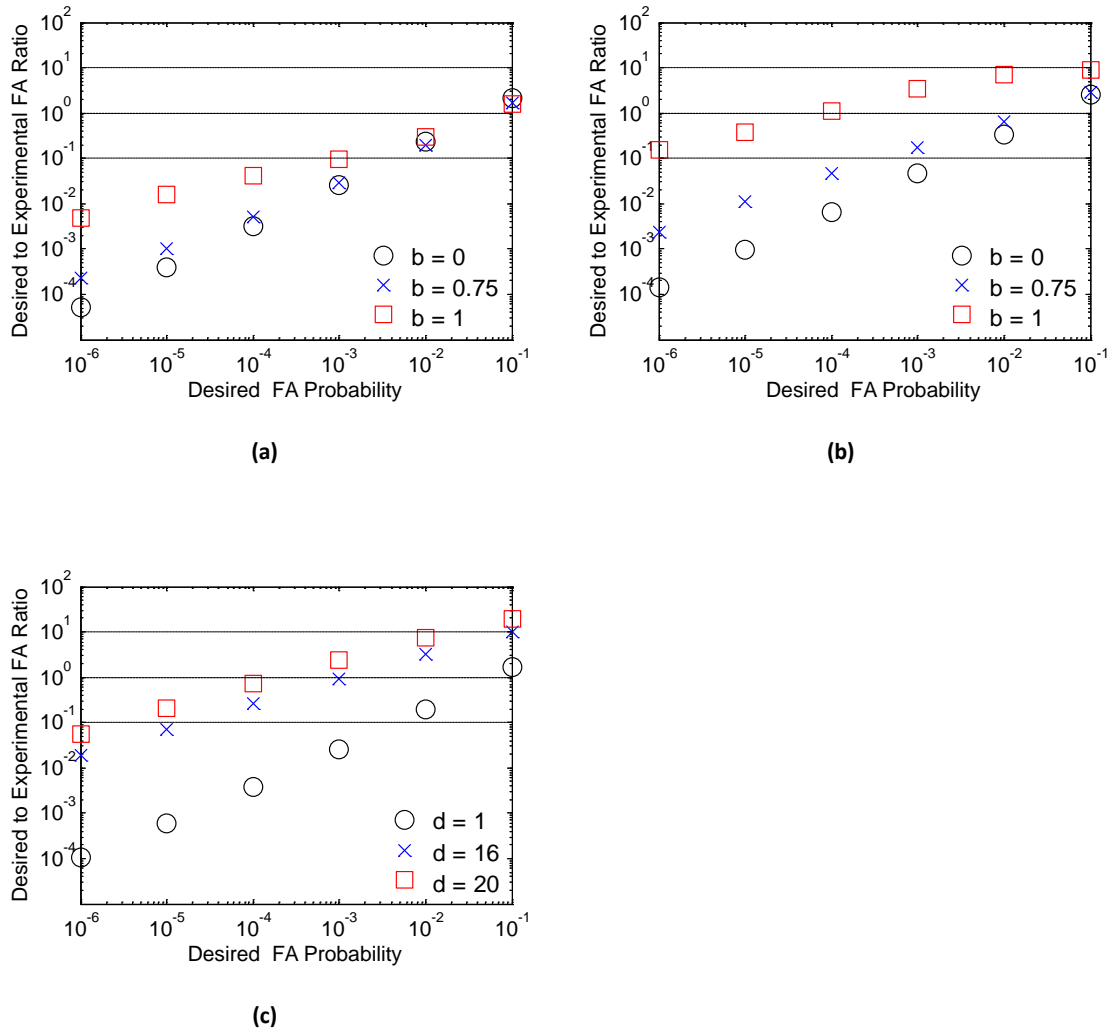 Desired to Experimental FA Ratio
10^2
10^1
10^0
10^-1
10^-2
10^-3
10^-4
b = 0
b = 0.75
b = 1
10^-6 10^-5 10^-4 10^-3 10^-2 10^-1
Desired FA Probability
(a)
Desired to Experimental FA Ratio
10^2
10^1
10^0
10^-1
10^-2
10^-3
10^-4
b = 0
b = 0.75
b = 1
10^-6 10^-5 10^-4 10^-3 10^-2 10^-1
Desired FA Probability
(b)
Desired to Experimental FA Ratio
10^2
10^1
10^0
10^-1
10^-2
10^-3
10^-4
d = 1
d = 16
d = 20
10^-6 10^-5 10^-4 10^-3 10^-2 10^-1
Desired FA Probability
(c)